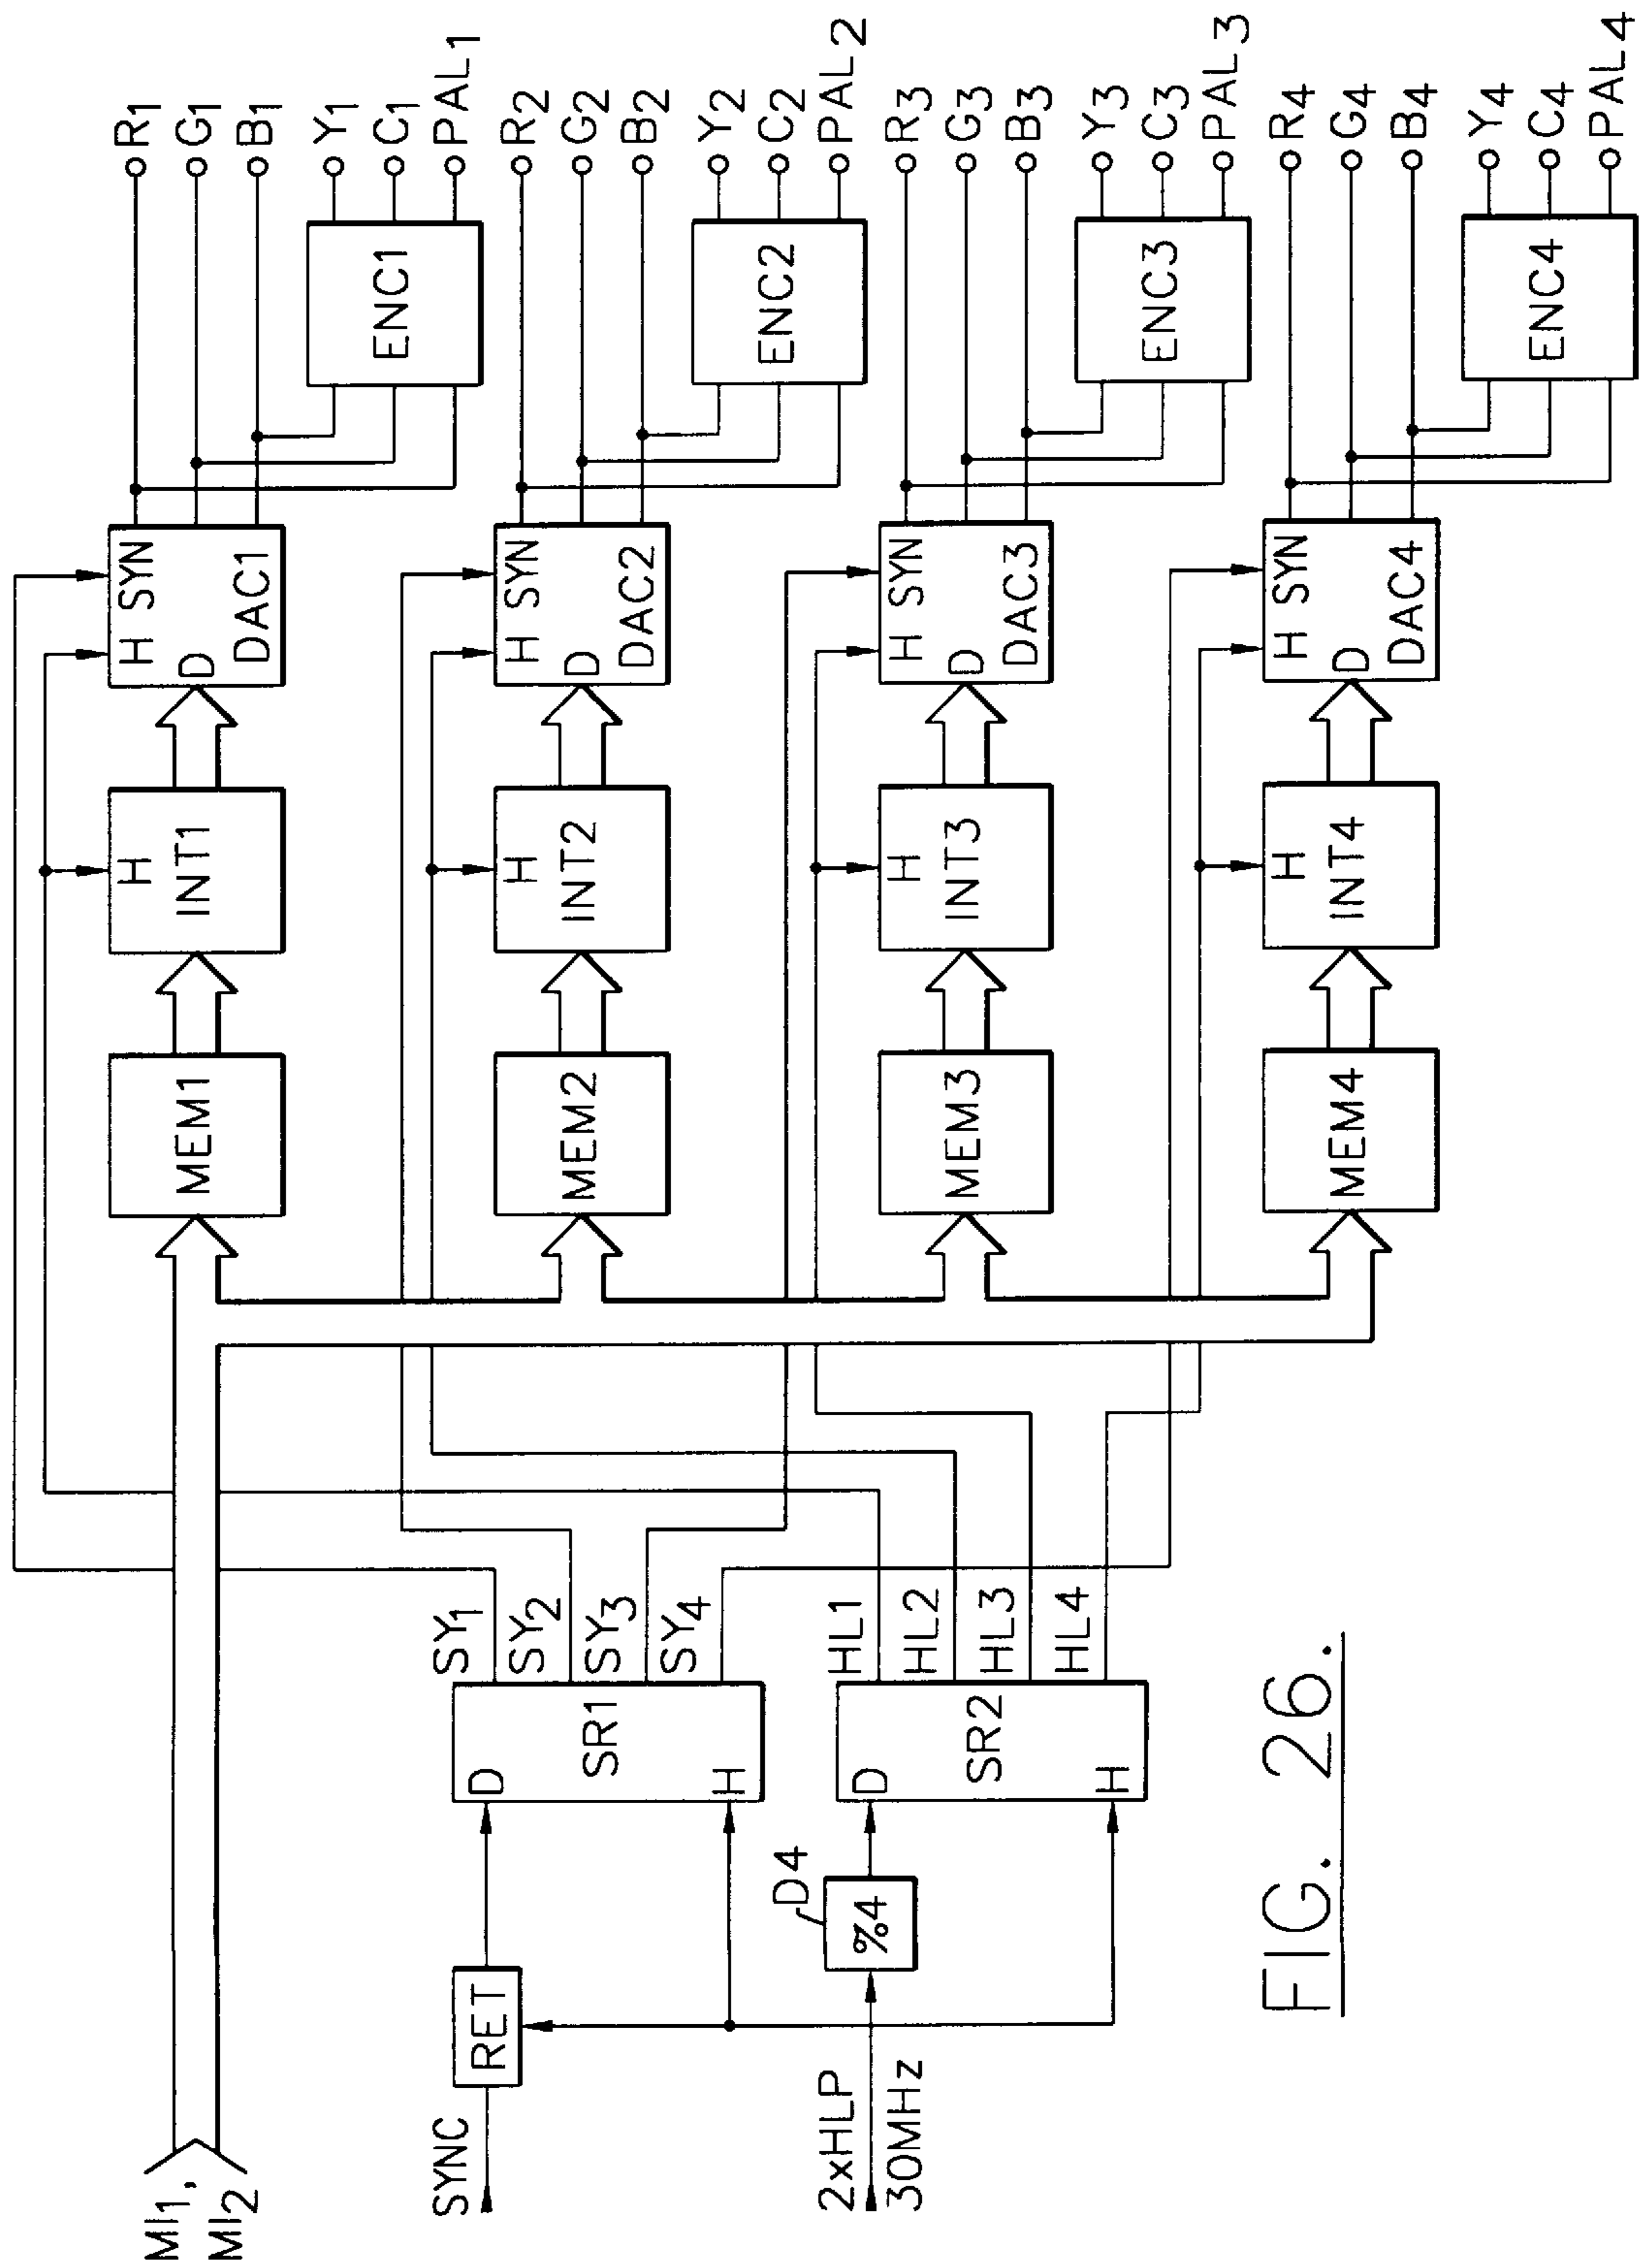 MI1,
MI2
SYNC
RET
2xHLP
30MHz
D4
%4
D
SR1
H
SY1
SY2
SY3
SY4
D
SR2
H
HL1
HL2
HL3
HL4
MEM1
H
INT1
H SYN
D
DAC1
ENC1
R1
G1
B1
Y1
C1
PAL1
MEM2
H
INT2
H SYN
D
DAC2
ENC2
R2
G2
B2
Y2
C2
PAL2
MEM3
H
INT3
H SYN
D
DAC3
ENC3
R3
G3
B3
Y3
C3
PAL3
MEM4
H
INT4
H SYN
D
DAC4
ENC4
R4
G4
B4
Y4
C4
PAL4
FIG. 26.